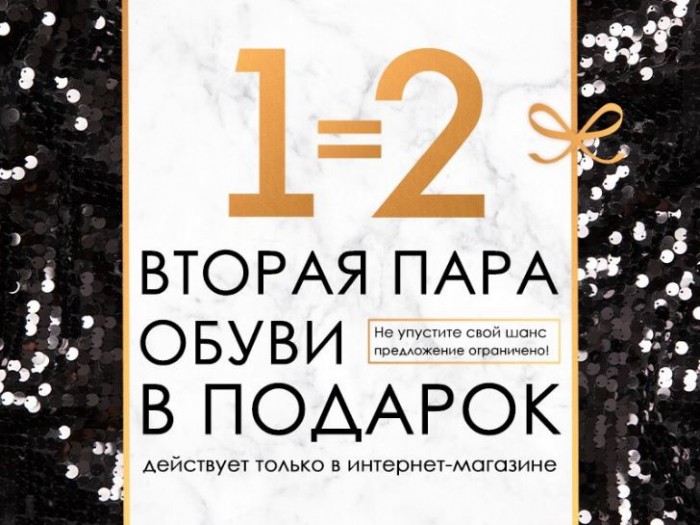 1=2
ВТОРАЯ ПАРА
ОБУВИ
Не упустите свой шанс
предложение ограничено!
В ПОДАРОК
действует только в интернет-магазине